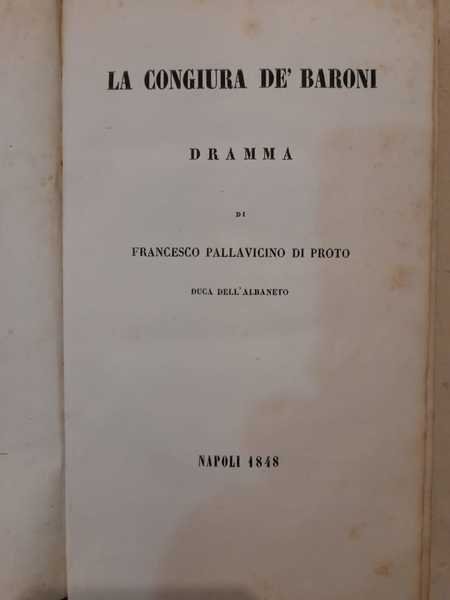 LA CONGIURA DE' BARONI
DRAMMA
DI
FRANCESCO PALLAVICINO DI PROTO
DUCA DELL'ALBANETO
NAPOLI 1848